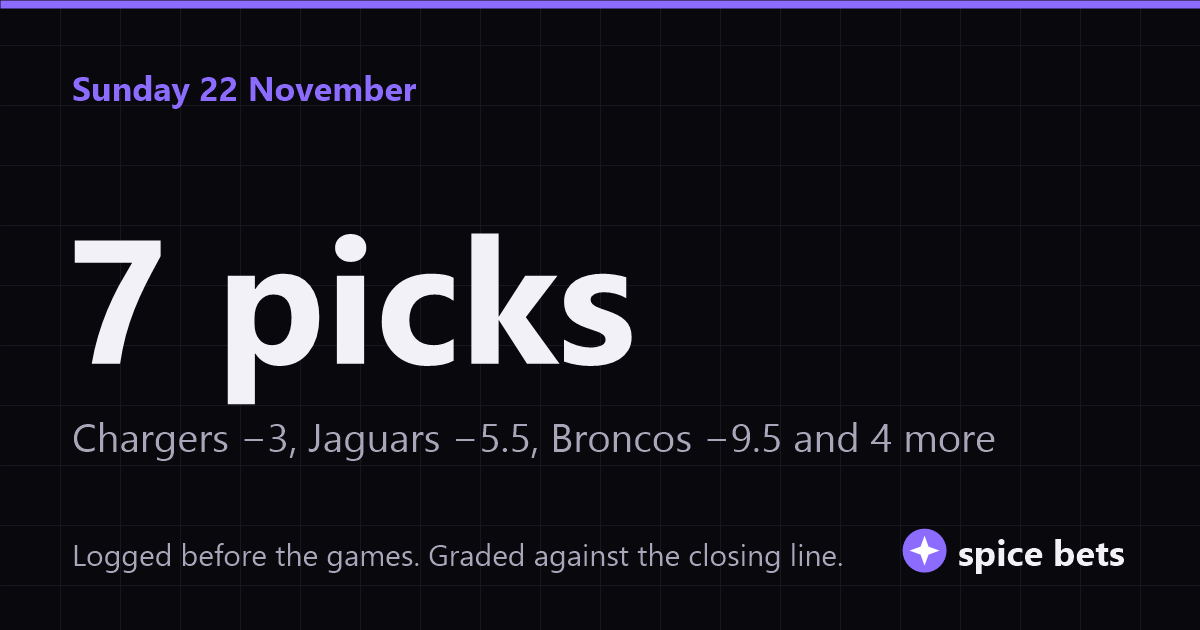 Sunday 22 November
7 picks
Chargers −3, Jaguars −5.5, Broncos −9.5 and 4 more
Logged before the games. Graded against the closing line.
spice bets